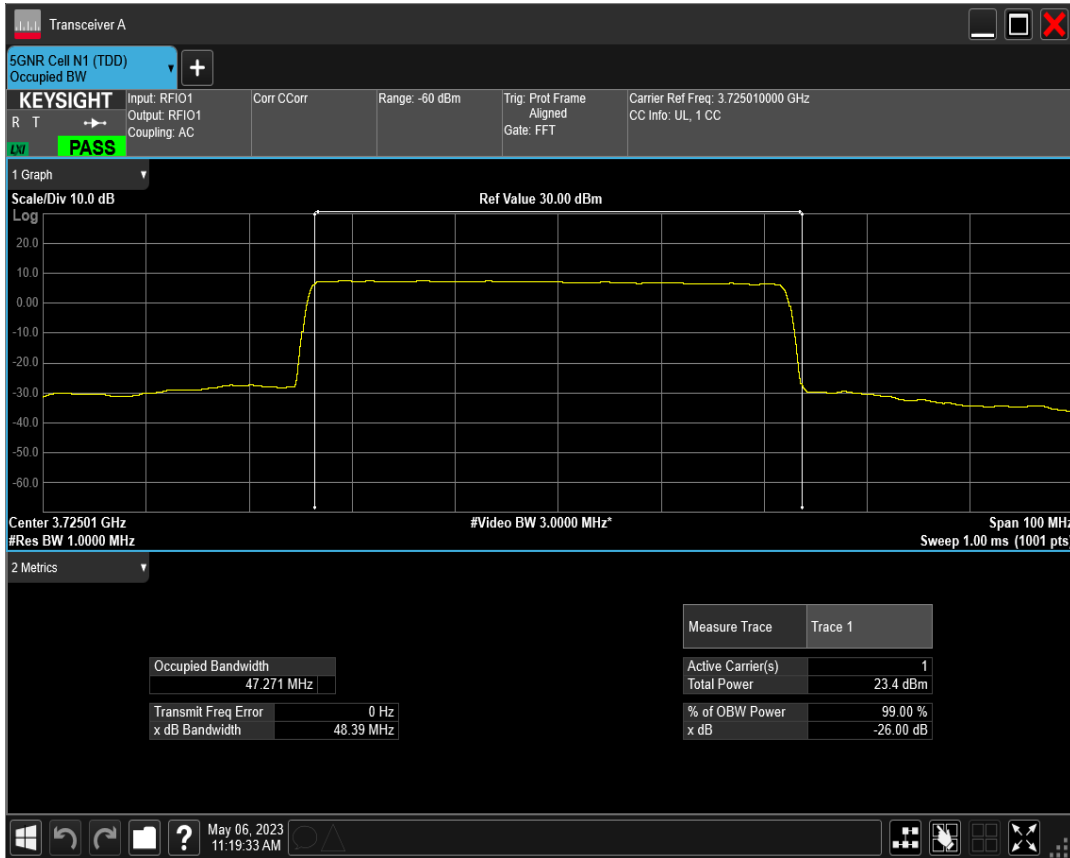 Transceiver A
5GNR Cell N1 (TDD)
Occupied BW
+
KEYSIGHT
R T
LXI
PASS
Input: RFIO1
Output: RFIO1
Coupling: AC
Corr CCorr
Range: -60 dBm
Trig: Prot Frame
Aligned
Gate: FFT
Carrier Ref Freq: 3.725010000 GHz
CC Info: UL, 1 CC
1 Graph
Scale/Div 10.0 dB
Ref Value 30.00 dBm
Log
20.0
10.0
0.00
-10.0
-20.0
-30.0
-40.0
-50.0
-60.0
Center 3.72501 GHz
#Video BW 3.0000 MHz*
Span 100 MHz
#Res BW 1.0000 MHz
Sweep 1.00 ms (1001 pts)
2 Metrics
Measure Trace Trace 1
Occupied Bandwidth
47.271 MHz
Active Carrier(s) 1
Total Power 23.4 dBm
Transmit Freq Error 0 Hz
x dB Bandwidth 48.39 MHz
% of OBW Power 99.00 %
x dB -26.00 dB
?
May 06, 2023
11:19:33 AM